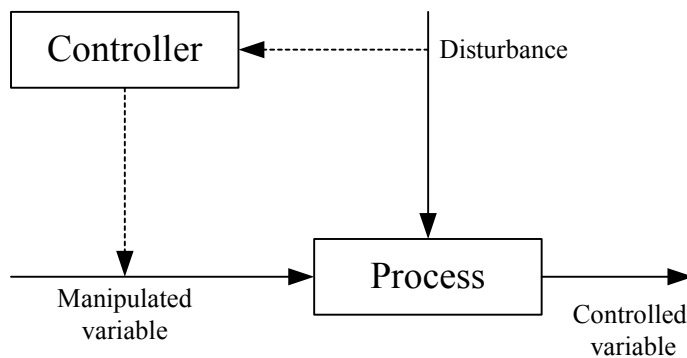 Controller
Disturbance
Process
Manipulated
variable
Controlled
variable